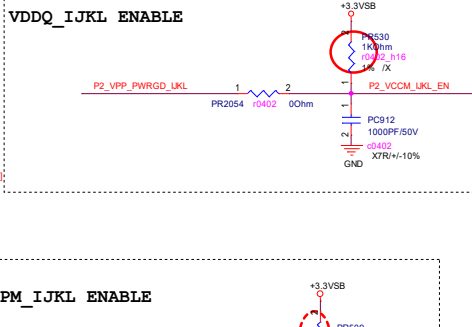 VDDQ_IJKL ENABLE
+3.3VSB
2
PR530
1KOhm
r0402_h16
1% /X
1
P2_VPP_PWRGD_IJKL
1
2
P2_VCCM_IJKL_EN
PR2054 r0402 0Ohm
1
PC912
1000PF/50V
2
c0402
X7R/+/-10%
GND
PM_IJKL ENABLE
+3.3VSB
2